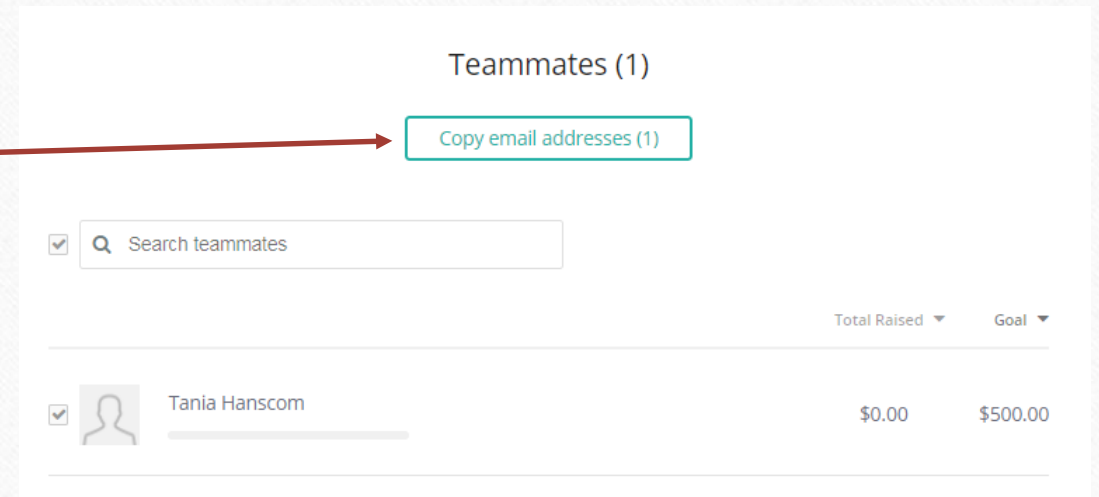 Teammates (1)
Copy email addresses (1)
Search teammates
Total Raised Goal
Tania Hanscom $0.00 $500.00